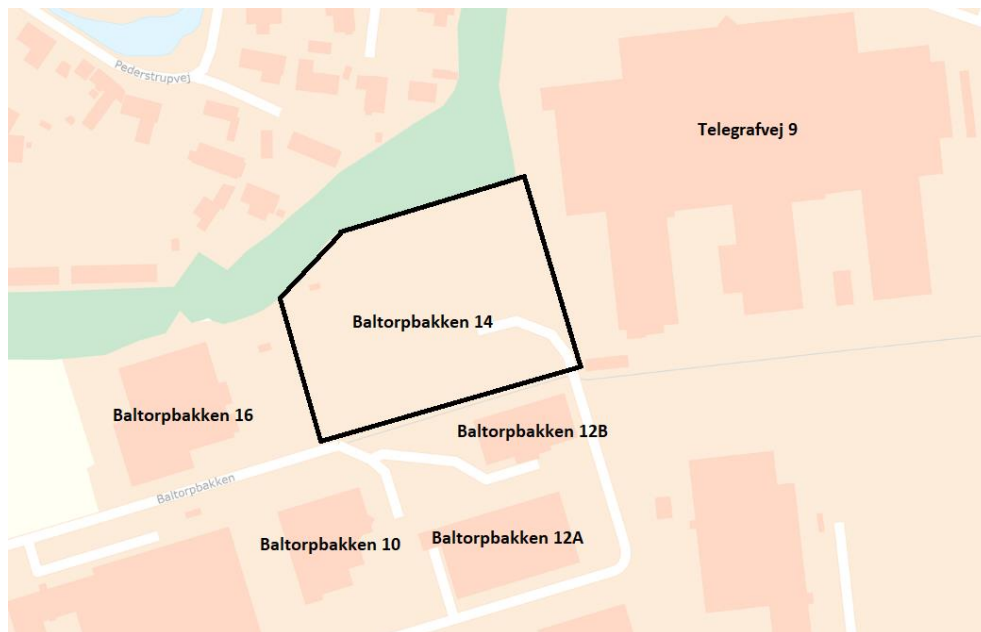 Pederstrupvej
Telegrafvej 9
Baltorpbakken 14
Baltorpbakken 16
Baltorpbakken 12B
Baltorpbakken
Baltorpbakken 10
Baltorpbakken 12A